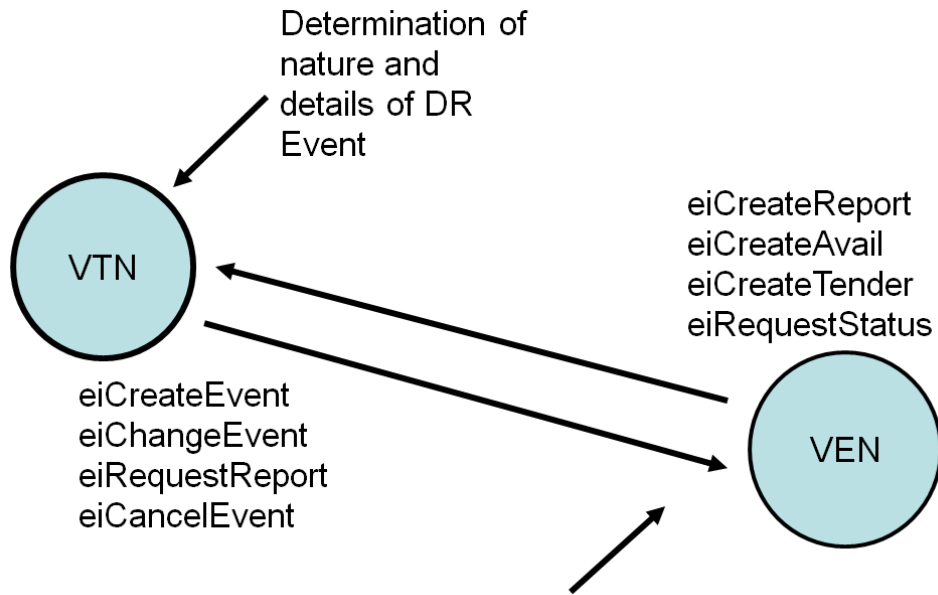 Determination of
nature and
details of DR
Event
VTN
eiCreateReport
eiCreateAvail
eiCreateTender
eiRequestStatus
eiCreateEvent
eiChangeEvent
eiRequestReport
eiCancelEvent
VEN